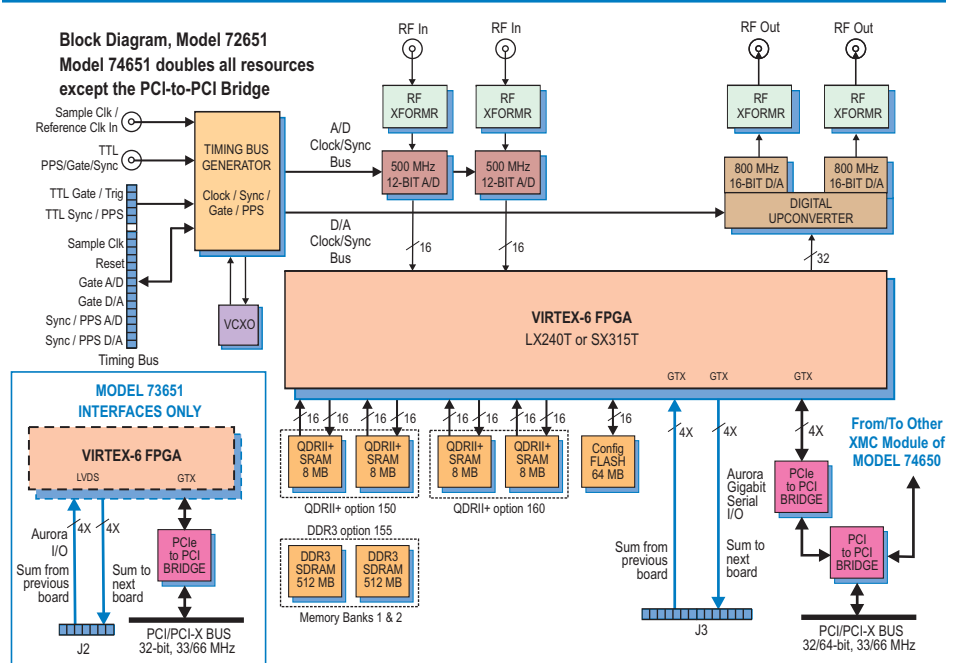 Block Diagram, Model 72651
Model 74651 doubles all resources
except the PCI-to-PCI Bridge
RF In
RF In
RF Out
RF Out
Sample Clk /
Reference Clk In
TTL
PPS/Gate/Sync
TTL Gate / Trig
TTL Sync / PPS
Sample Clk
Reset
Gate A/D
Gate D/A
Sync / PPS A/D
Sync / PPS D/A
Timing Bus
TIMING BUS
GENERATOR
Clock / Sync /
Gate / PPS
VCXO
A/D
Clock/Sync
Bus
D/A
Clock/Sync
Bus
RF
XFORMR
RF
XFORMR
500 MHz
12-BIT A/D
500 MHz
12-BIT A/D
RF
XFORMR
RF
XFORMR
800 MHz
16-BIT D/A
800 MHz
16-BIT D/A
DIGITAL
UPCONVERTER
16
16
32
VIRTEX-6 FPGA
LX240T or SX315T
GTX
GTX
GTX
16
16
16
16
16
16
16
16
16
4X
4X
4X
QDRII+
SRAM
8 MB
QDRII+
SRAM
8 MB
QDRII+ option 150
QDRII+
SRAM
8 MB
QDRII+
SRAM
8 MB
QDRII+ option 160
Config
FLASH
64 MB
DDR3 option 155
DDR3
SDRAM
512 MB
DDR3
SDRAM
512 MB
Memory Banks 1 & 2
Sum from
previous
board
Sum to
next
board
J3
Aurora
Gigabit
Serial
I/O
PCIe
to PCI
BRIDGE
PCI
to PCI
BRIDGE
From/To Other
XMC Module of
MODEL 74650
PCI/PCI-X BUS
32/64-bit, 33/66 MHz
MODEL 73651
INTERFACES ONLY
VIRTEX-6 FPGA
LVDS
GTX
4X
4X
Aurora
I/O
Sum from
previous
board
Sum to
next
board
PCIe
to PCI
BRIDGE
J2
PCI/PCI-X BUS
32-bit, 33/66 MHz